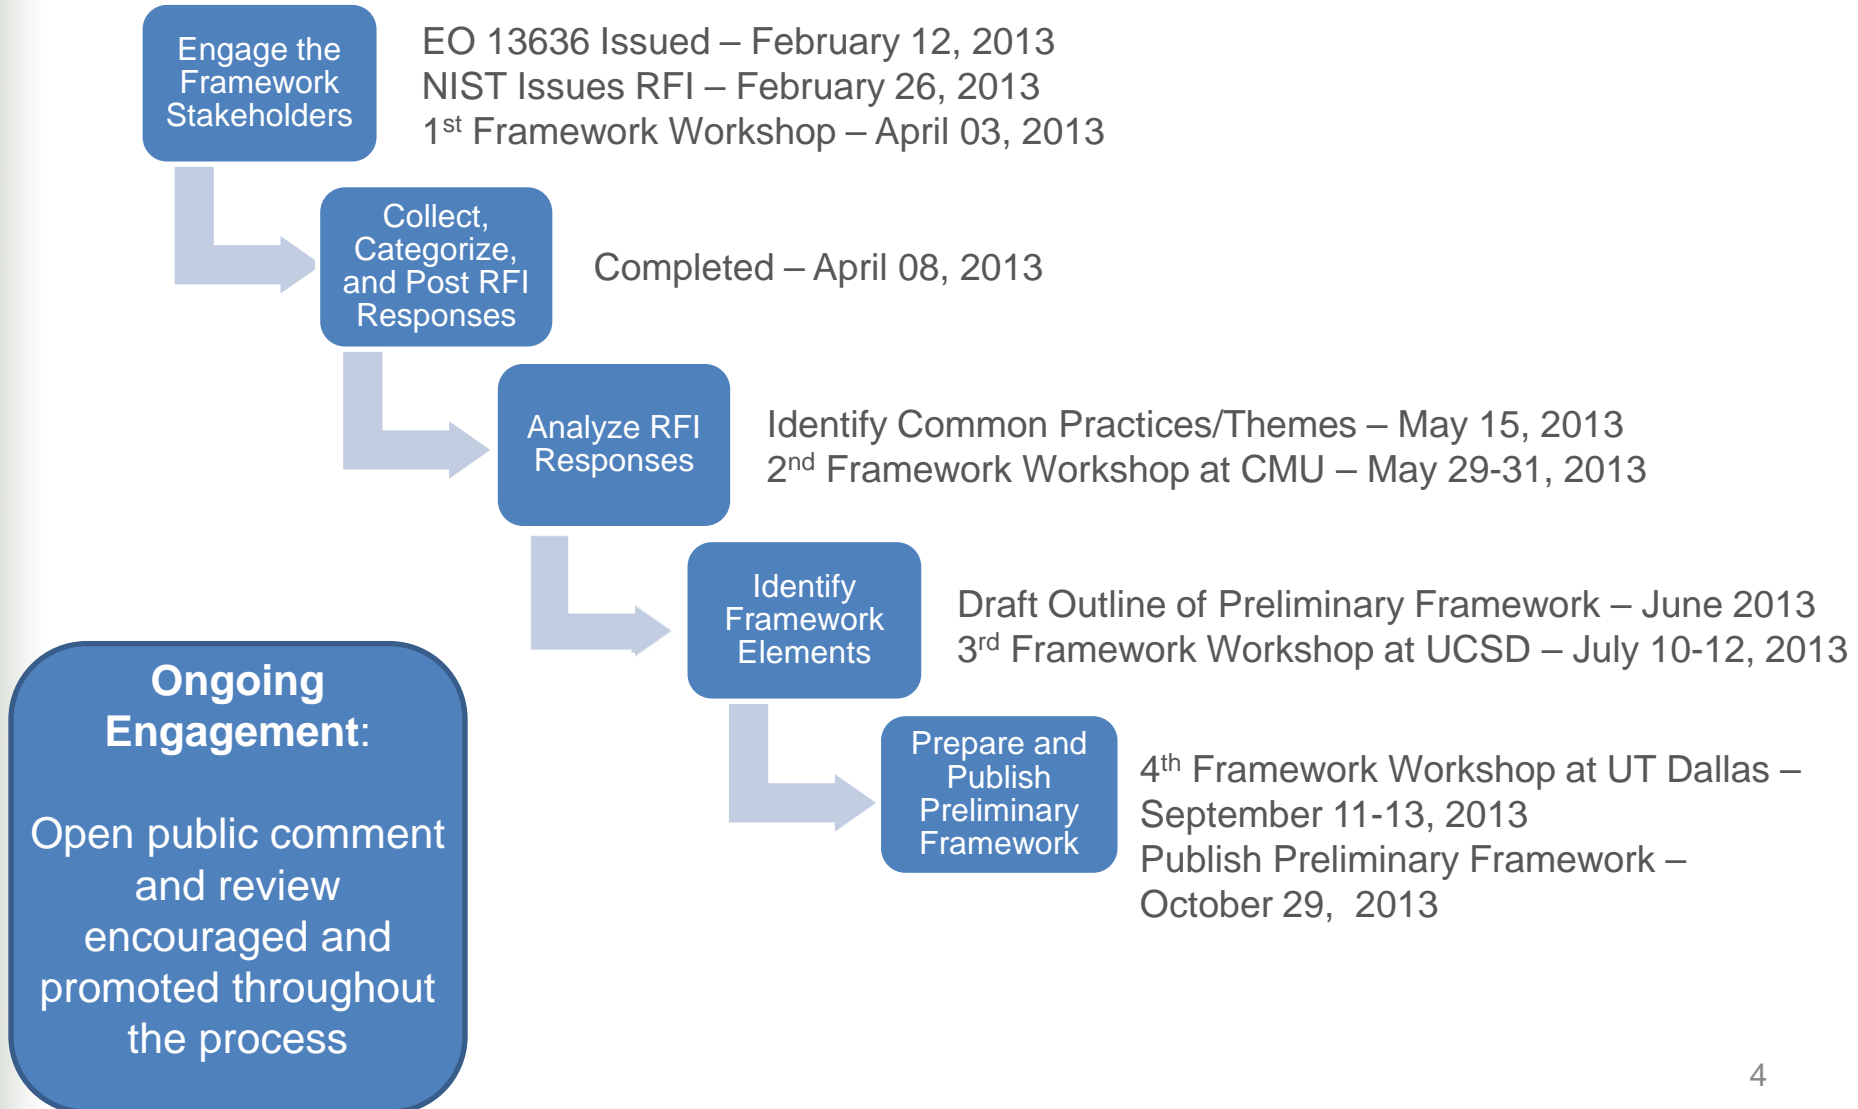 Engage the
Framework
Stakeholders
EO 13636 Issued – February 12, 2013
NIST Issues RFI – February 26, 2013
1st Framework Workshop – April 03, 2013
Collect,
Categorize,
and Post RFI
Responses
Completed – April 08, 2013
Analyze RFI
Responses
Identify Common Practices/Themes – May 15, 2013
2nd Framework Workshop at CMU – May 29-31, 2013
Identify
Framework
Elements
Draft Outline of Preliminary Framework – June 2013
3rd Framework Workshop at UCSD – July 10-12, 2013
Prepare and
Publish
Preliminary
Framework
4th Framework Workshop at UT Dallas –
September 11-13, 2013
Publish Preliminary Framework –
October 29, 2013
Ongoing
Engagement:
Open public comment
and review
encouraged and
promoted throughout
the process
4